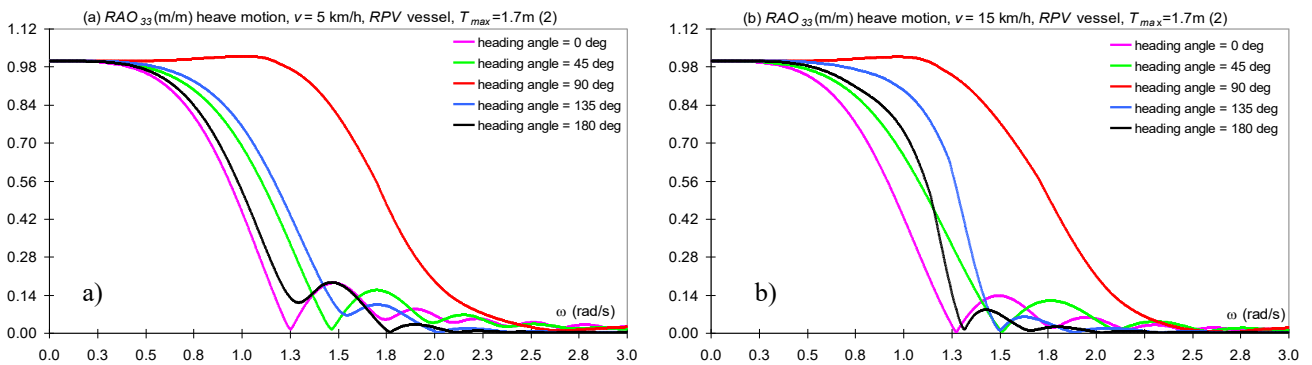 (a) RAO 33 (m/m) heave motion, v = 5 km/h, RPV vessel, T max =1.7m (2)
1.12
0.98
0.84
0.70
0.56
0.42
0.28
0.14
0.00
heading angle = 0 deg
heading angle = 45 deg
heading angle = 90 deg
heading angle = 135 deg
heading angle = 180 deg
a)
ω (rad/s)
0.0 0.3 0.5 0.8 1.0 1.3 1.5 1.8 2.0 2.3 2.5 2.8 3.0
(b) RAO 33 (m/m) heave motion, v = 15 km/h, RPV vessel, T max =1.7m (2)
1.12
0.98
0.84
0.70
0.56
0.42
0.28
0.14
0.00
heading angle = 0 deg
heading angle = 45 deg
heading angle = 90 deg
heading angle = 135 deg
heading angle = 180 deg
b)
ω (rad/s)
0.0 0.3 0.5 0.8 1.0 1.3 1.5 1.8 2.0 2.3 2.5 2.8 3.0